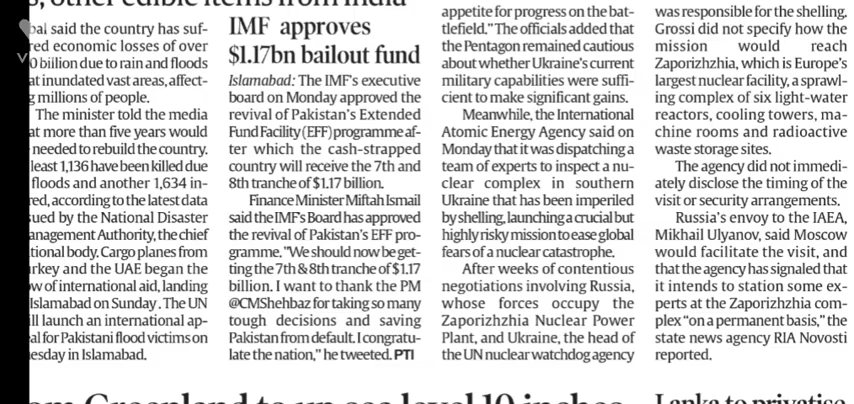 other edible items from India
said the country has suf-
economic losses of over
billion due to rain and floods
inundated vast areas, affect-
millions of people.
The minister told the media
more than five years would
needed to rebuild the country.
least 1,136 have been killed due
floods and another 1,634 in-
according to the latest data
by the National Disaster
Authority, the chief
body. Cargo planes from
and the UAE began the
of international aid, landing
Islamabad on Sunday. The UN
launch an international ap-
for Pakistani flood victims on
in Islamabad.
IMF approves
$1.17bn bailout fund
Islamabad: The IMF's executive
board on Monday approved the
revival of Pakistan's Extended
Fund Facility (EFF) programme af-
ter which the cash-strapped
country will receive the 7th and
8th tranche of $1.17 billion.
Finance Minister Miftah Ismail
said the IMF's Board has approved
the revival of Pakistan's EFF pro-
gramme. "We should now be get-
ting the 7th & 8th tranche of $1.17
billion. I want to thank the PM
@CMShehbaz for taking so many
tough decisions and saving
Pakistan from default. I congratu-
late the nation," he tweeted. PTI
appetite for progress on the bat-
tlefield." The officials added that
the Pentagon remained cautious
about whether Ukraine's current
military capabilities were suffi-
cient to make significant gains.
Meanwhile, the International
Atomic Energy Agency said on
Monday that it was dispatching a
team of experts to inspect a nu-
clear complex in southern
Ukraine that has been imperiled
by shelling, launching a crucial but
highly risky mission to ease global
fears of a nuclear catastrophe.
After weeks of contentious
negotiations involving Russia,
whose forces occupy the
Zaporizhzhia Nuclear Power
Plant, and Ukraine, the head of
the UN nuclear watchdog agency
was responsible for the shelling.
Grossi did not specify how the
mission would reach
Zaporizhzhia, which is Europe's
largest nuclear facility, a sprawl-
ing complex of six light-water
reactors, cooling towers, ma-
chine rooms and radioactive
waste storage sites.
The agency did not immedi-
ately disclose the timing of the
visit or security arrangements.
Russia's envoy to the IAEA,
Mikhail Ulyanov, said Moscow
would facilitate the visit, and
that the agency has signaled that
it intends to station some ex-
perts at the Zaporizhzhia com-
plex "on a permanent basis," the
state news agency RIA Novosti
reported.
Greenland to up sea level 10 inches
Lanka to privatise